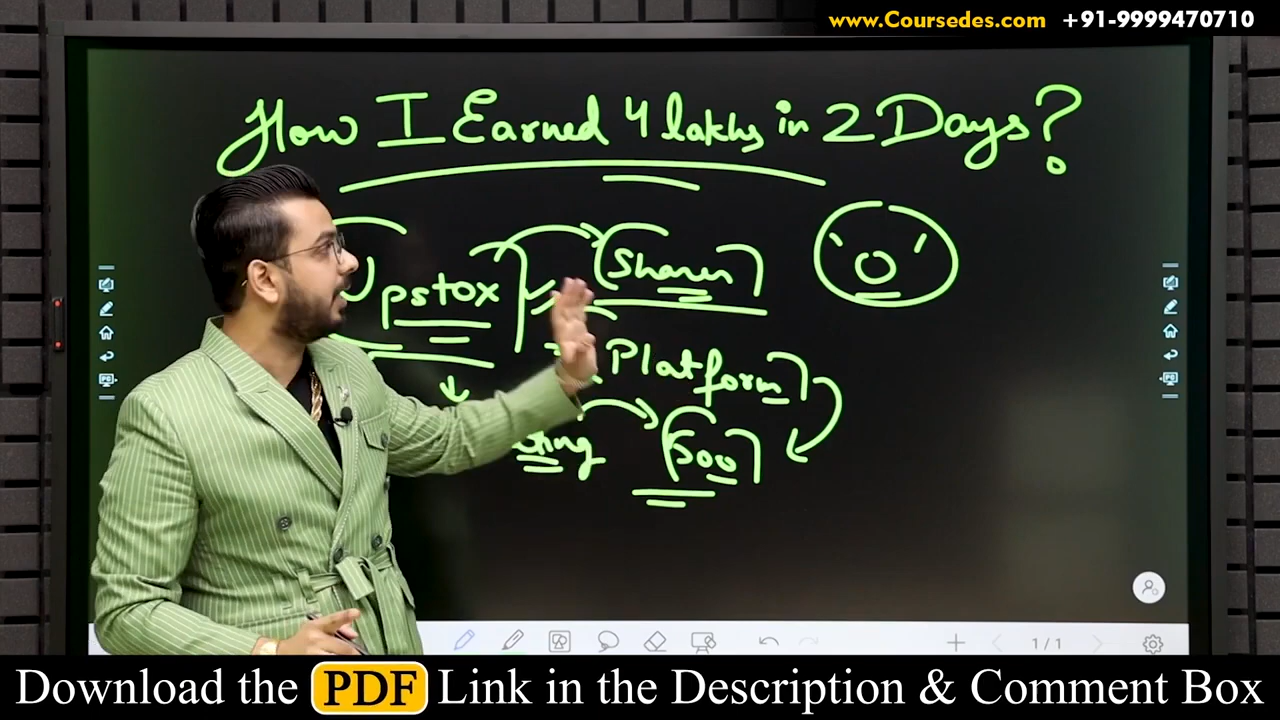 www.Coursedes.com +91-9999470710
How I Earned 4 lakhs in 2 Days?
Upstox
Shares
Platform
500
1/1
Download the PDF Link in the Description & Comment Box